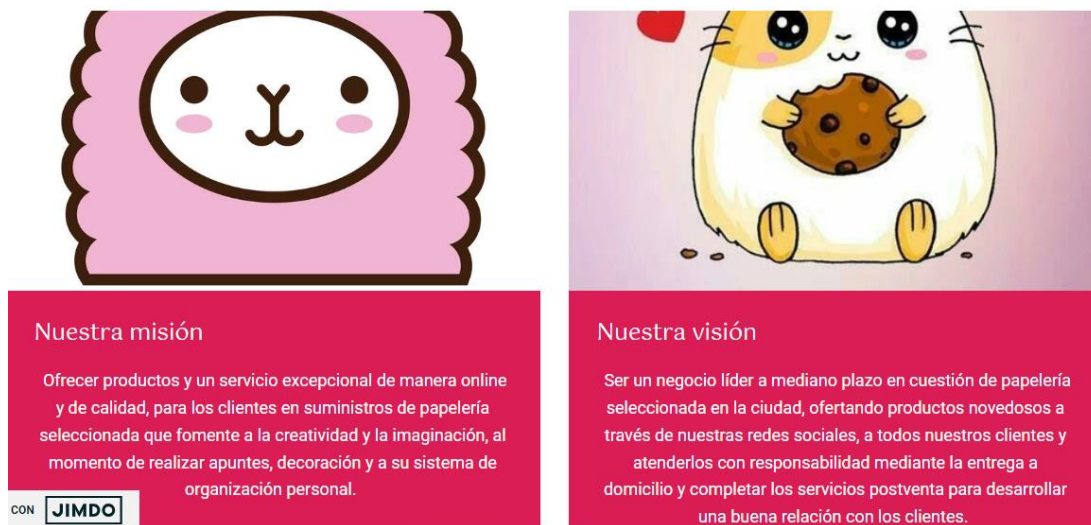 Nuestra misión
Ofrecer productos y un servicio excepcional de manera online
y de calidad, para los clientes en suministros de papelería
seleccionada que fomente a la creatividad y la imaginación, al
momento de realizar apuntes, decoración y a su sistema de
organización personal.
CON JIMDO
Nuestra visión
Ser un negocio líder a mediano plazo en cuestión de papelería
seleccionada en la ciudad, ofertando productos novedosos a
través de nuestras redes sociales, a todos nuestros clientes y
atenderlos con responsabilidad mediante la entrega a
domicilio y completar los servicios postventa para desarrollar
una buena relación con los clientes.